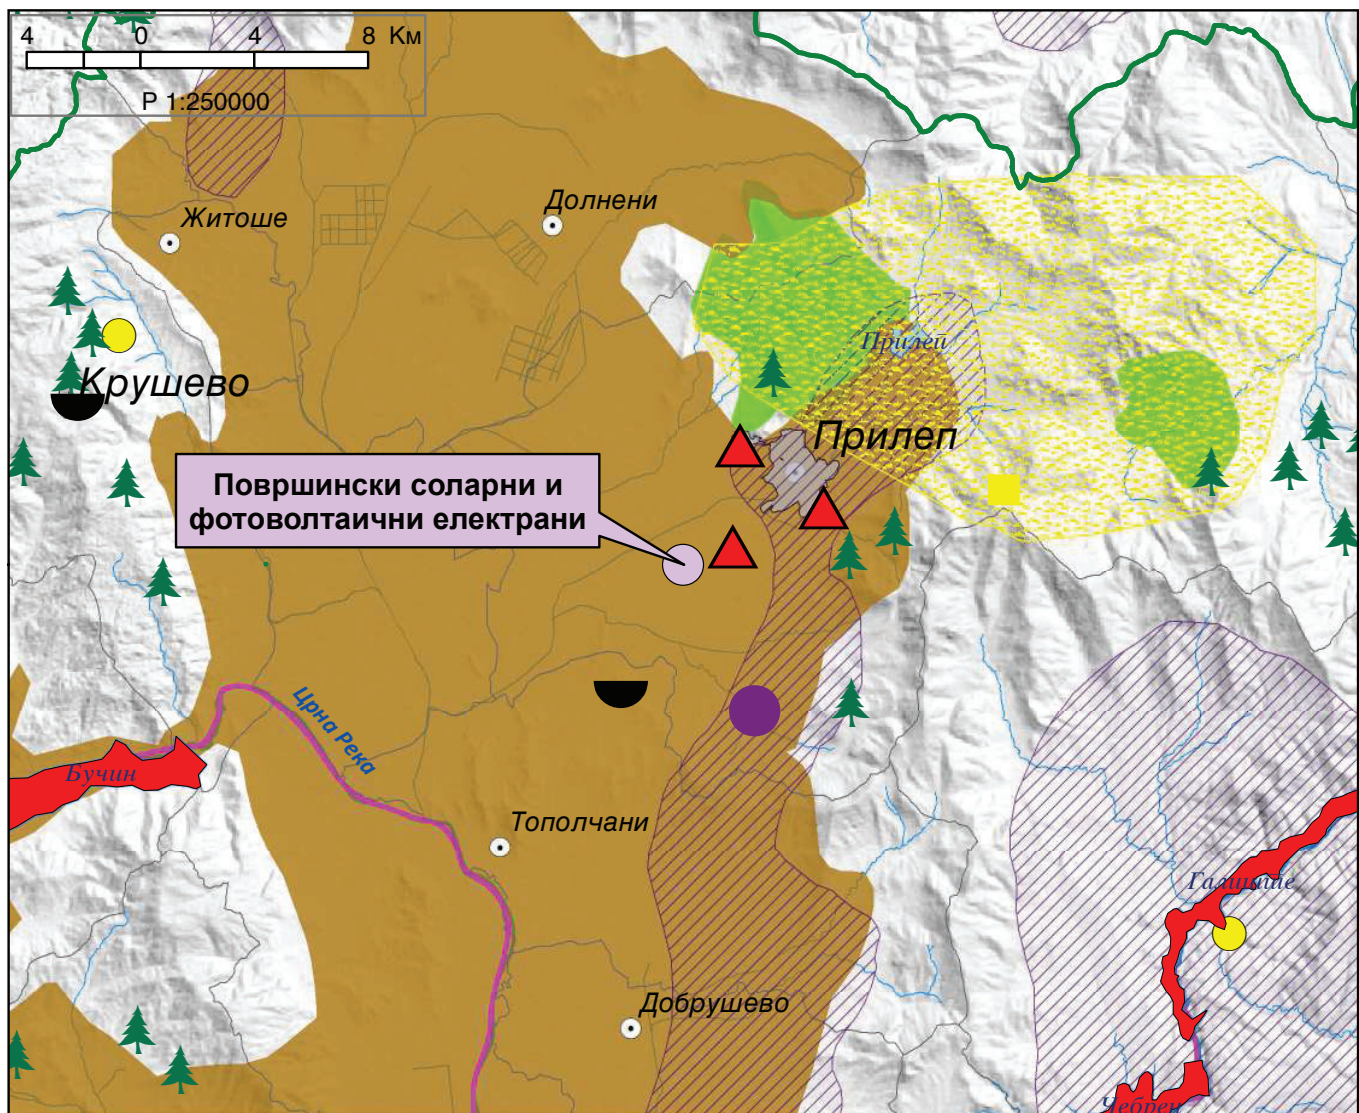 4 0 4 8 Км
Р 1:250000
Долнени
Житоше
Прилеп
Крушево
Прилеп
Површински соларни и
фотоволтаични електрани
Црна Река
Бучин
Тополчани
Галиште
Добрушево
Чебрен